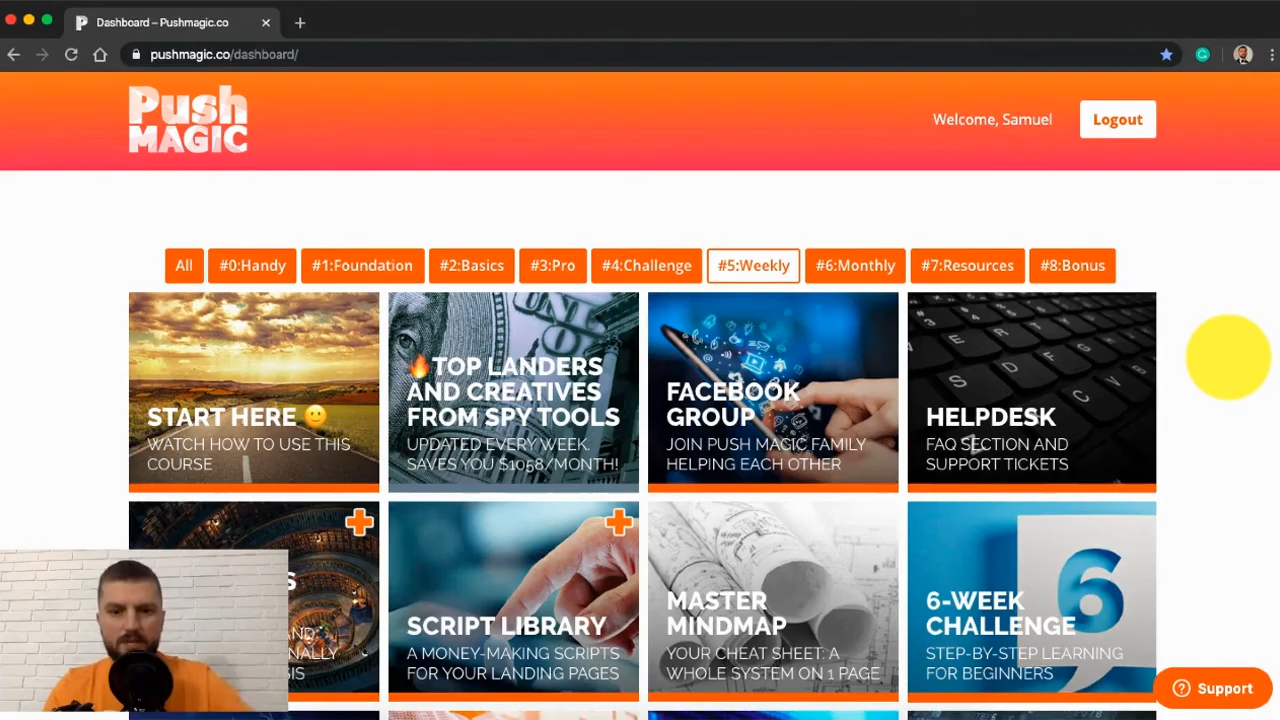 Dashboard – Pushmagic.co
pushmagic.co/dashboard/
Push
MAGIC
Welcome, Samuel
Logout
All
#0:Handy
#1:Foundation
#2:Basics
#3:Pro
#4:Challenge
#5:Weekly
#6:Monthly
#7:Resources
#8:Bonus
START HERE 🙂
WATCH HOW TO USE THIS
COURSE
🔥TOP LANDERS
AND CREATIVES
FROM SPY TOOLS
UPDATED EVERY WEEK.
SAVES YOU $1058/MONTH!
FACEBOOK
GROUP
JOIN PUSH MAGIC FAMILY
HELPING EACH OTHER
HELPDESK
FAQ SECTION AND
SUPPORT TICKETS
SCRIPT LIBRARY
A MONEY-MAKING SCRIPTS
FOR YOUR LANDING PAGES
MASTER
MINDMAP
YOUR CHEAT SHEET: A
WHOLE SYSTEM ON 1 PAGE
6
6-WEEK
CHALLENGE
STEP-BY-STEP LEARNING
FOR BEGINNERS
Support